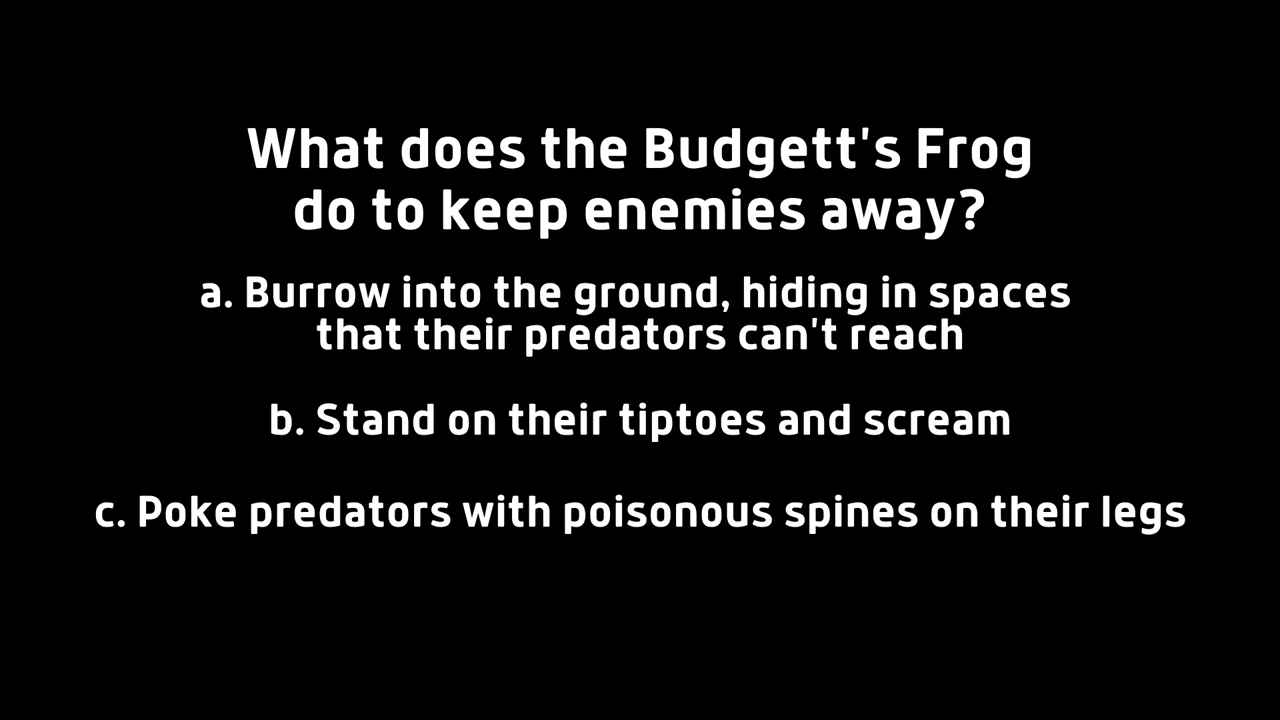 What does the Budgett's Frog
do to keep enemies away?
a. Burrow into the ground, hiding in spaces
that their predators can't reach
b. Stand on their tiptoes and scream
c. Poke predators with poisonous spines on their legs